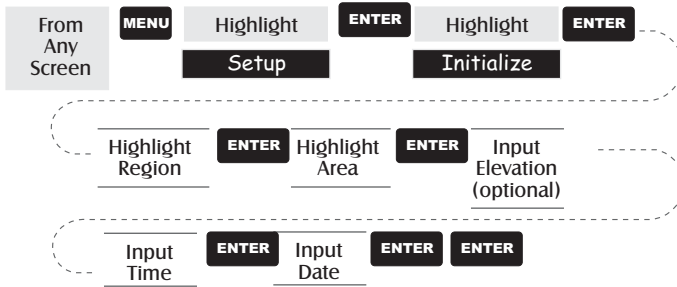 From
Any
Screen
MENU
Highlight
Setup
ENTER
Highlight
Initialize
ENTER
Highlight
Region
ENTER
Highlight
Area
ENTER
Input
Elevation
(optional)
Input
Time
ENTER
Input
Date
ENTER
ENTER